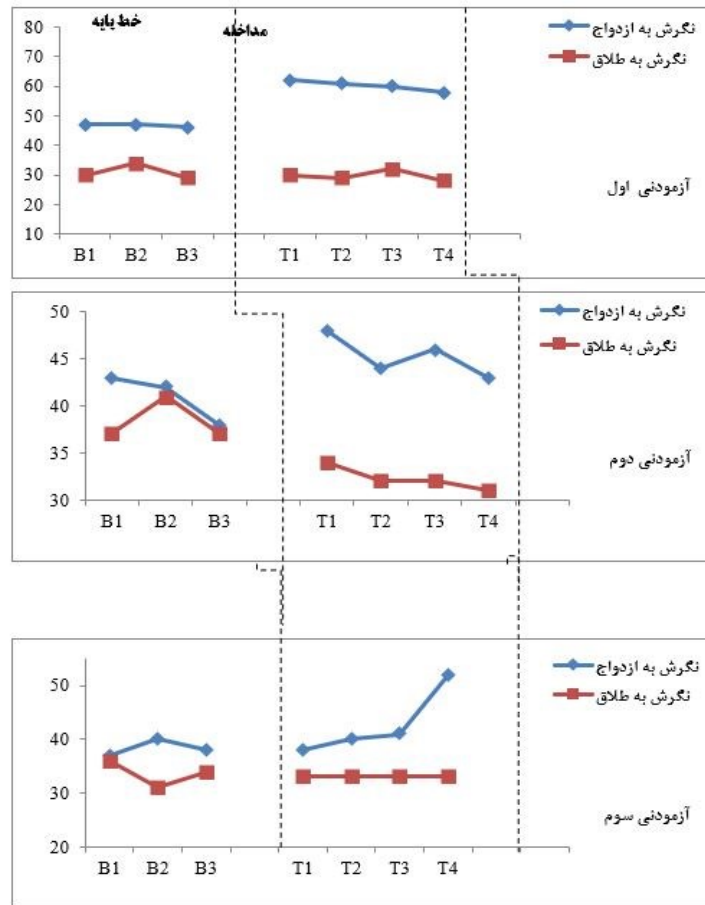 خط پایه
مداخله
80
70
60
50
40
30
20
10
B1 B2 B3 T1 T2 T3 T4
نگرش به ازدواج
نگرش به طلاق
آزمودنی اول
50
45
40
35
30
B1 B2 B3 T1 T2 T3 T4
نگرش به ازدواج
نگرش به طلاق
آزمودنی دوم
50
40
30
20
B1 B2 B3 T1 T2 T3 T4
نگرش به ازدواج
نگرش به طلاق
آزمودنی سوم